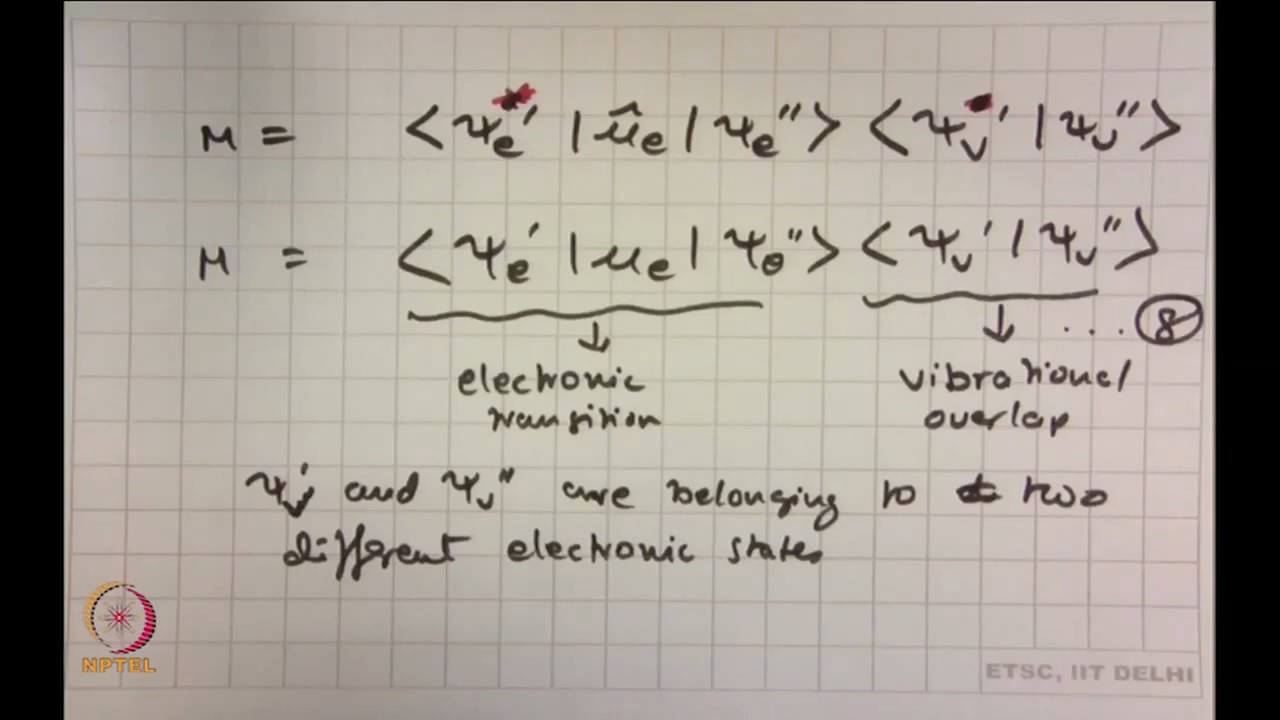 μ = <ψe' | μ̂e | ψe''> <ψv' | ψv''>
μ = <ψe' | μe | ψe''> <ψv' | ψv''>
... 8
electronic vibrational
transition overlap
ψv' and ψv'' are belonging to two
different electronic states
NPTEL
ETSC, IIT DELHI